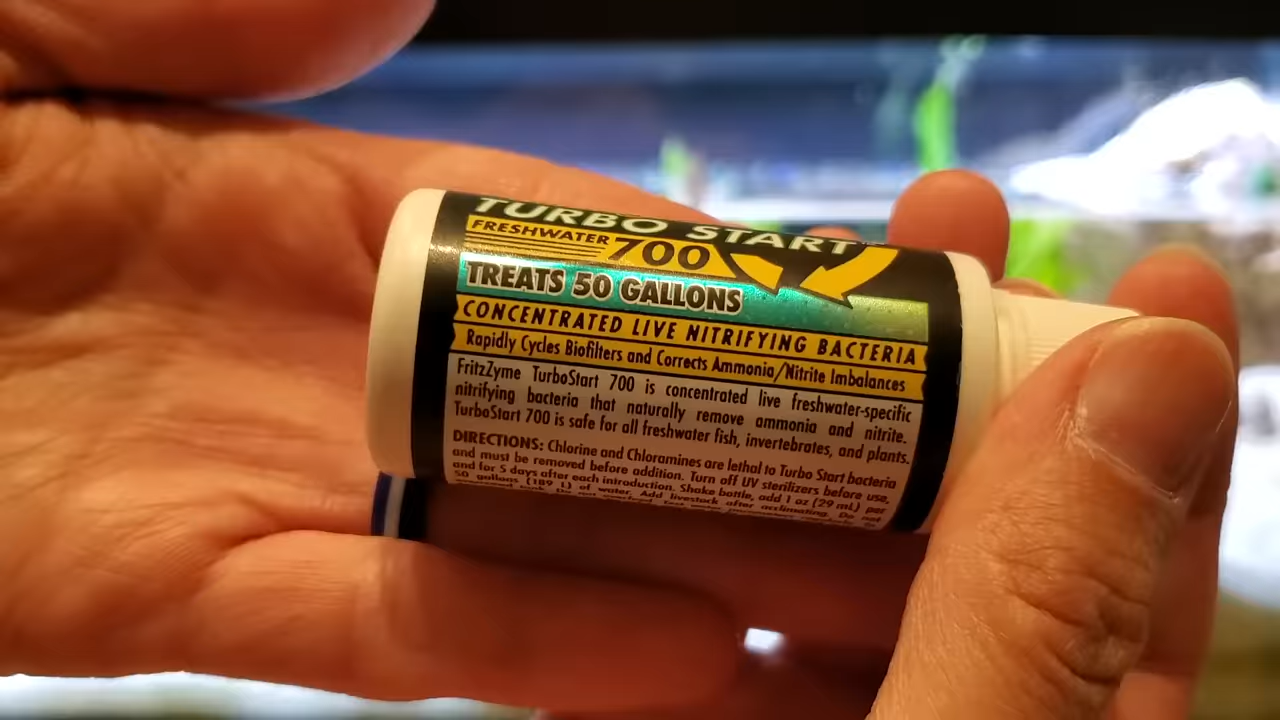 TURBO START
FRESHWATER 700
TREATS 50 GALLONS
CONCENTRATED LIVE NITRIFYING BACTERIA
Rapidly Cycles Biofilters and Corrects Ammonia/Nitrite Imbalances
FritzZyme TurboStart 700 is concentrated live freshwater-specific
nitrifying bacteria that naturally remove ammonia and nitrite.
TurboStart 700 is safe for all freshwater fish, invertebrates, and plants.
DIRECTIONS: Chlorine and Chloramines are lethal to Turbo Start bacteria
and must be removed before addition. Turn off UV sterilizers before use,
and for 5 days after each introduction. Shake bottle, add 1 oz (29 mL) per
50 gallons (189 L) of water. Add livestock after acclimating. Do not